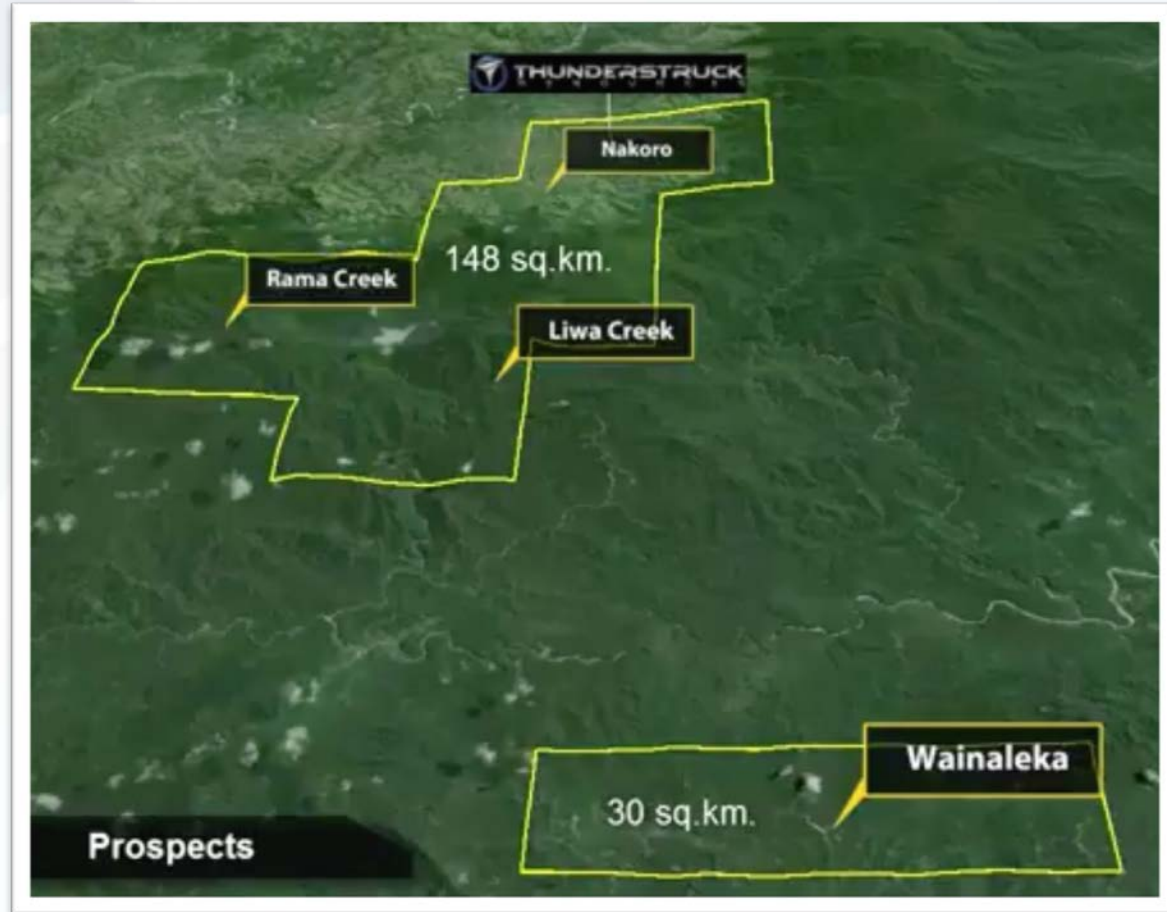 THUNDERSTRUCK
Nakoro
148 sq.km.
Rama Creek
Liwa Creek
Wainaleka
30 sq.km.
Prospects